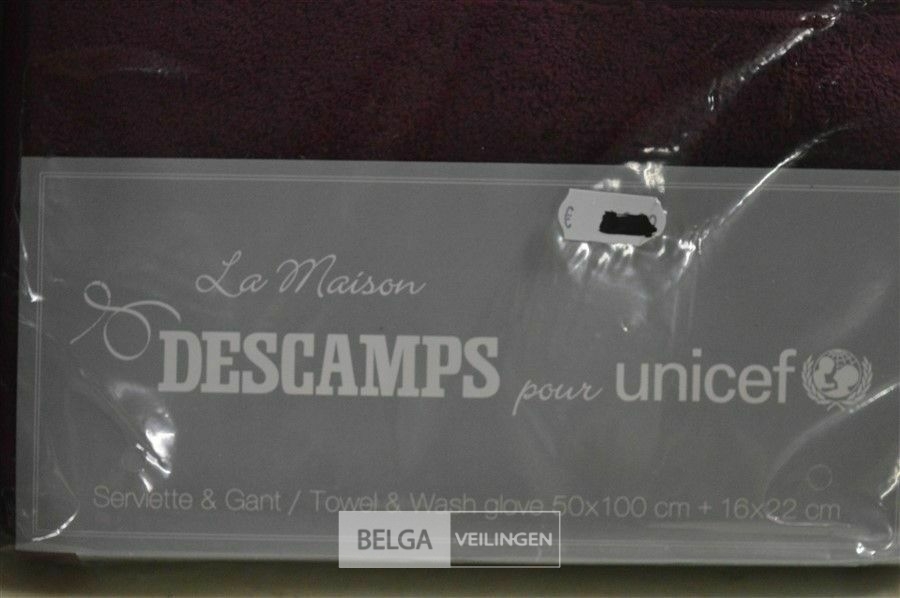 La Maison
DESCAMPS pour unicef
Serviette & Gant / Towel & Wash glove 50x100 cm + 16x22 cm
BELGA VEILINGEN